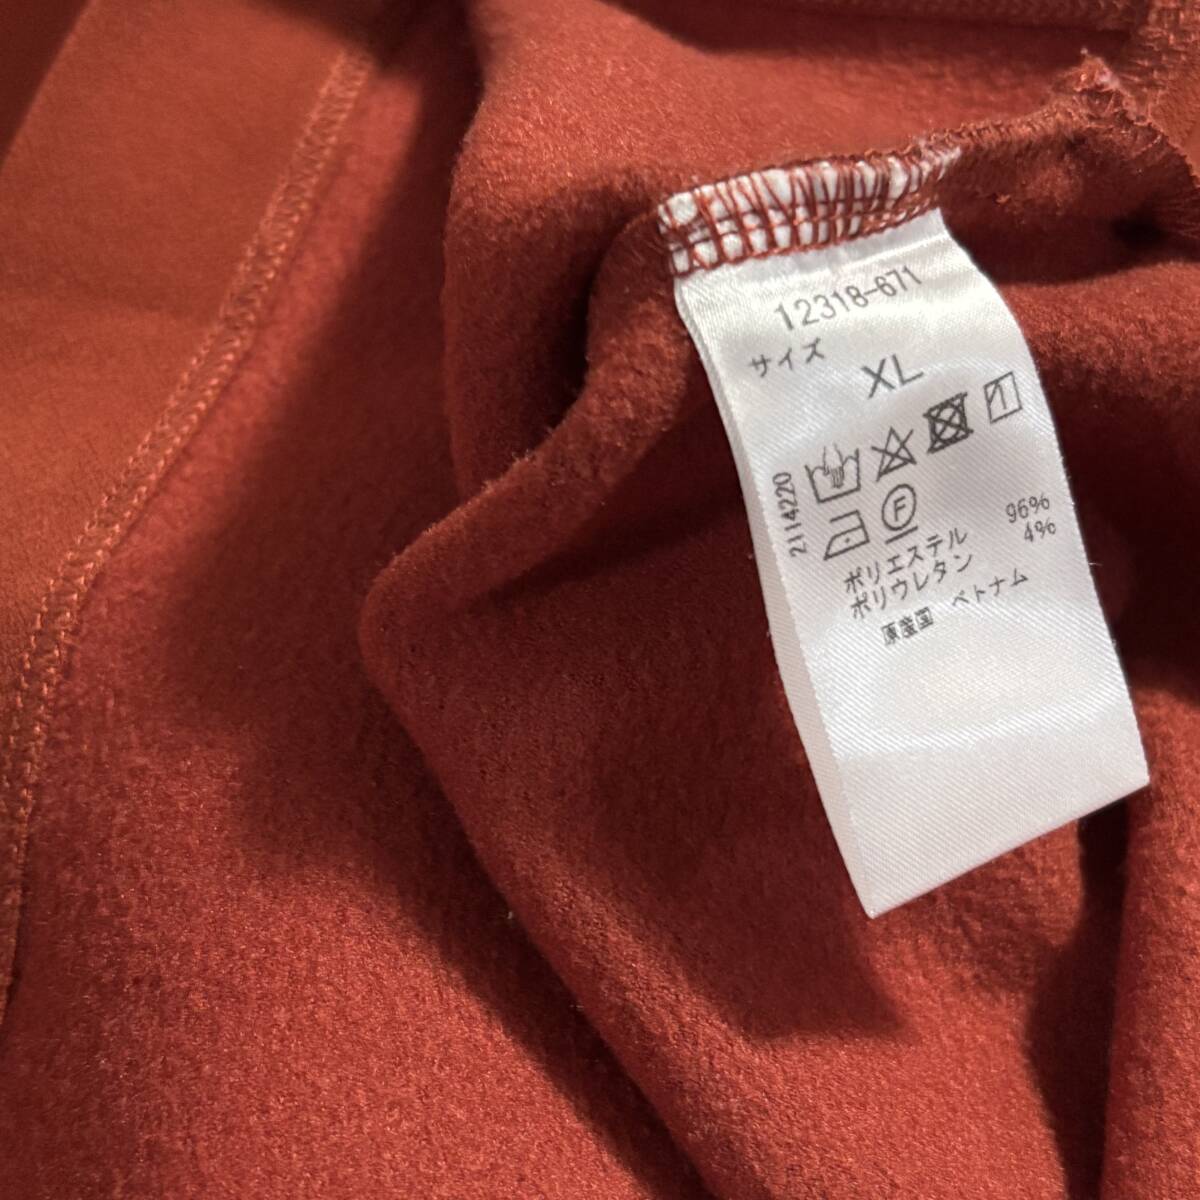 12318-671
サイズ
XL
2114220
F
ポリエステル 96%
ポリウレタン 4%
原産国 ベトナム